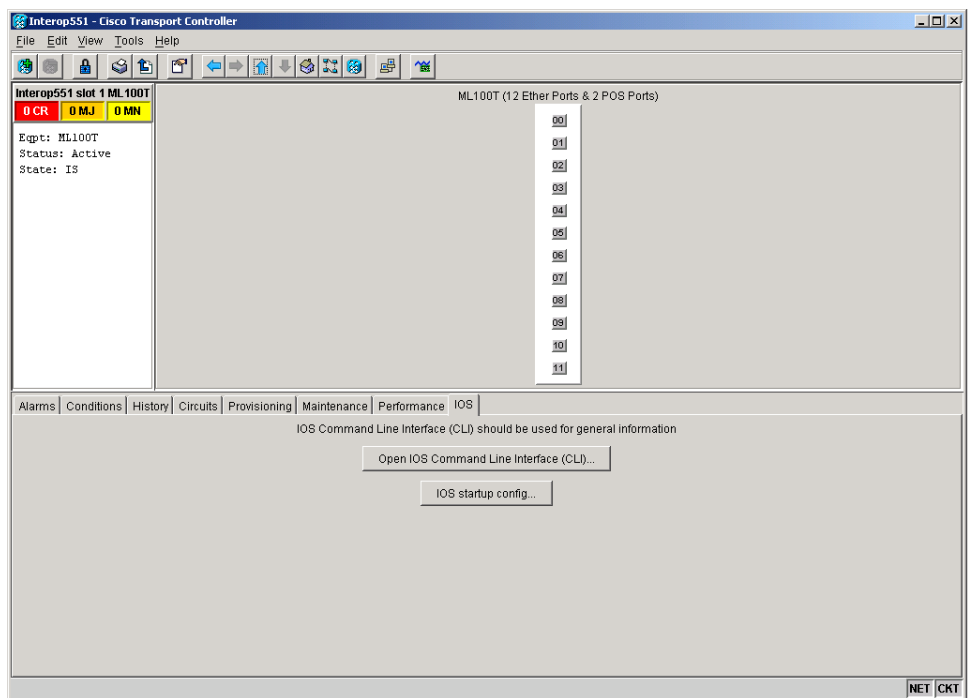 Interop551 - Cisco Transport Controller
File Edit View Tools Help
Interop551 slot 1 ML100T
0 CR 0 MJ 0 MN
Eqpt: ML100T
Status: Active
State: IS
ML100T (12 Ether Ports & 2 POS Ports)
00
01
02
03
04
05
06
07
08
09
10
11
Alarms Conditions History Circuits Provisioning Maintenance Performance IOS
IOS Command Line Interface (CLI) should be used for general information
Open IOS Command Line Interface (CLI)...
IOS startup config...
NET CKT